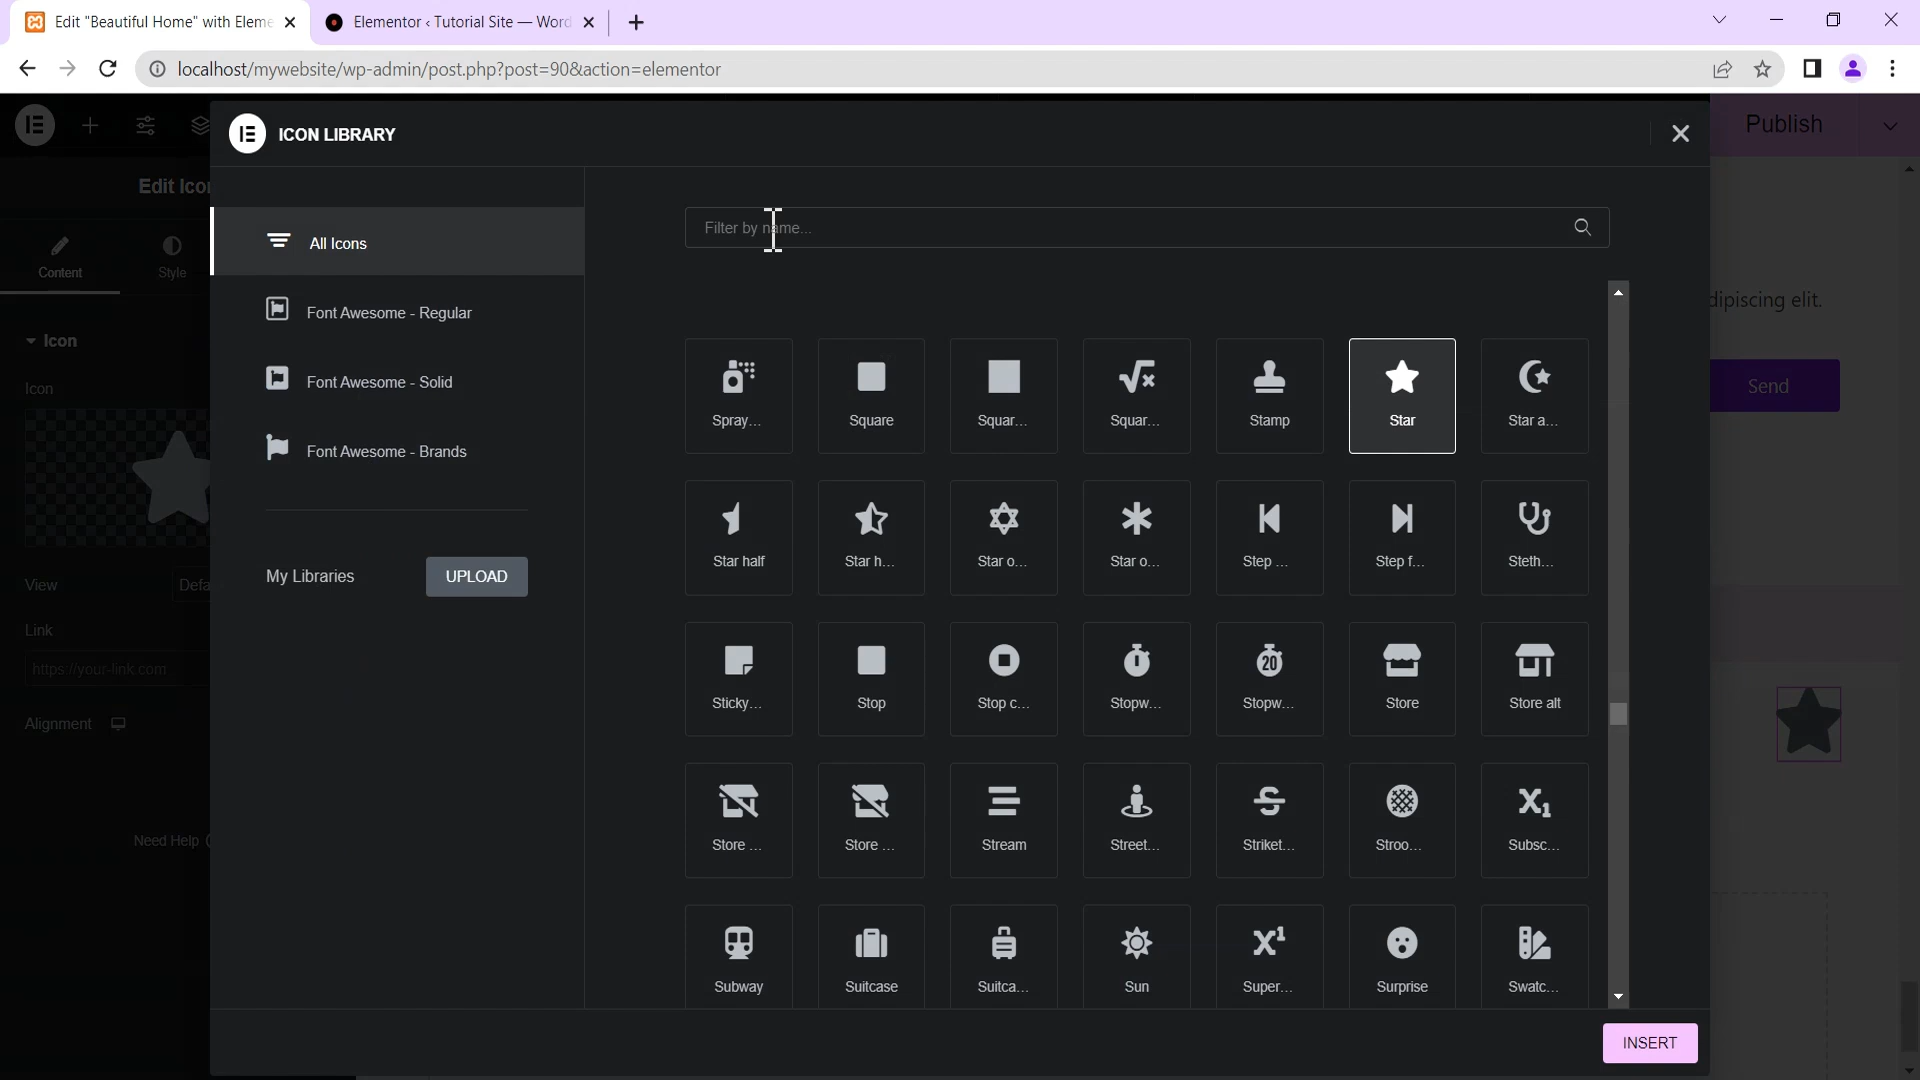 Edit "Beautiful Home" with Eleme
Elementor ‹ Tutorial Site — Word
localhost/mywebsite/wp-admin/post.php?post=90&action=elementor
ICON LIBRARY
Publish
Edit Icon
Content
Style
Icon
Icon
View
Defa
Link
https://your-link.com
Alignment
Need Help
All Icons
Font Awesome - Regular
Font Awesome - Solid
Font Awesome - Brands
My Libraries
UPLOAD
Filter by name...
Spray...
Square
Squar...
Squar...
Stamp
Star
Star a...
Star half
Star h...
Star o...
Star o...
Step ...
Step f...
Steth...
Sticky...
Stop
Stop c...
Stopw...
20
Stopw...
Store
Store alt
Store ...
Store ...
Stream
Street...
Striket...
Stroo...
Subsc...
Subway
Suitcase
Suitca...
Sun
Super...
Surprise
Swatc...
INSERT
dipiscing elit.
Send